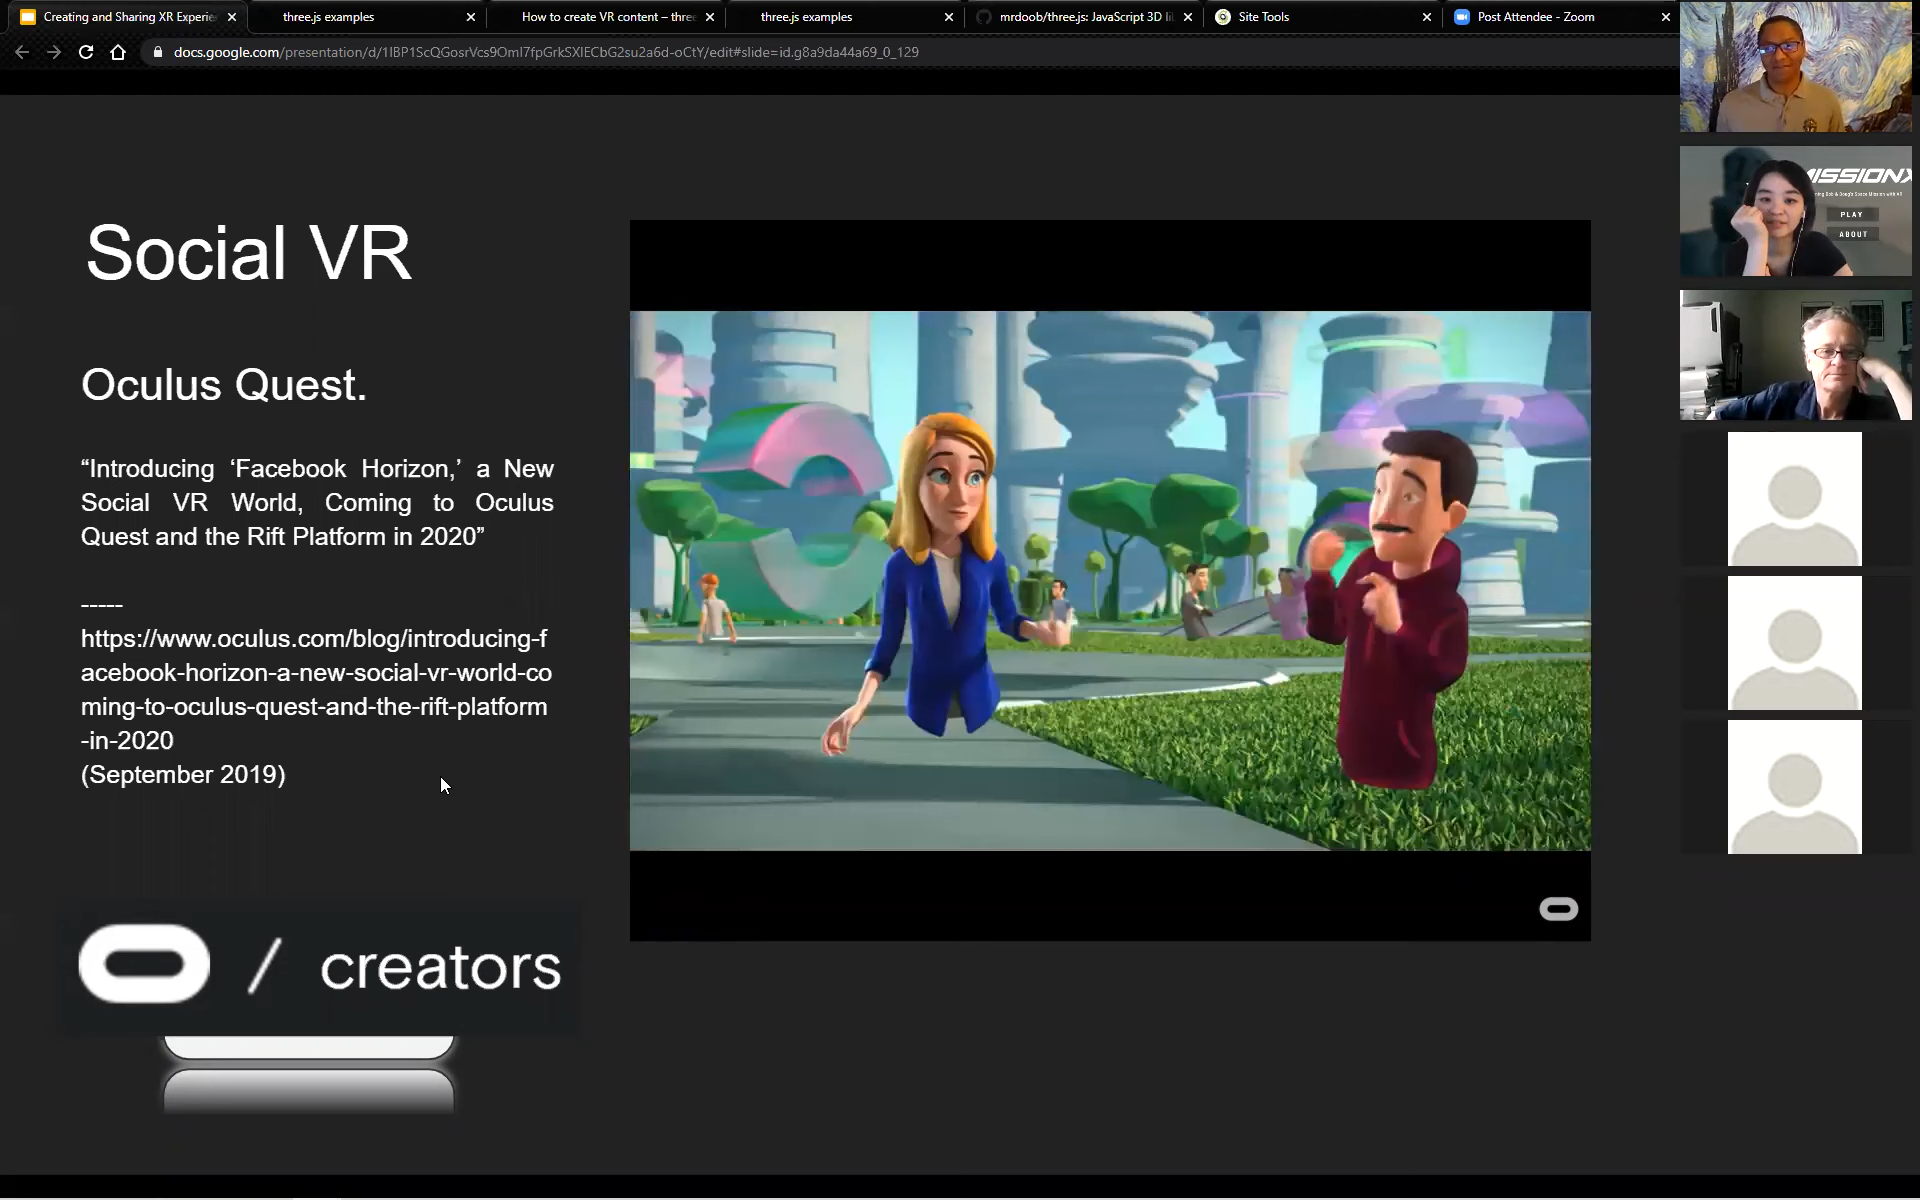 Creating and Sharing XR Experie
three.js examples
How to create VR content – three
three.js examples
mrdoob/three.js: JavaScript 3D li
Site Tools
Post Attendee - Zoom
docs.google.com/presentation/d/1IBP1ScQGosrVcs9OmI7fpGrkSXIECbG2su2a6d-oCtY/edit#slide=id.g8a9da44a69_0_129
MISSIONX
PLAY
ABOUT
Social VR
Oculus Quest.
“Introducing ‘Facebook Horizon,’ a New
Social VR World, Coming to Oculus
Quest and the Rift Platform in 2020”
-----
https://www.oculus.com/blog/introducing-f
acebook-horizon-a-new-social-vr-world-co
ming-to-oculus-quest-and-the-rift-platform
-in-2020
(September 2019)
/ creators